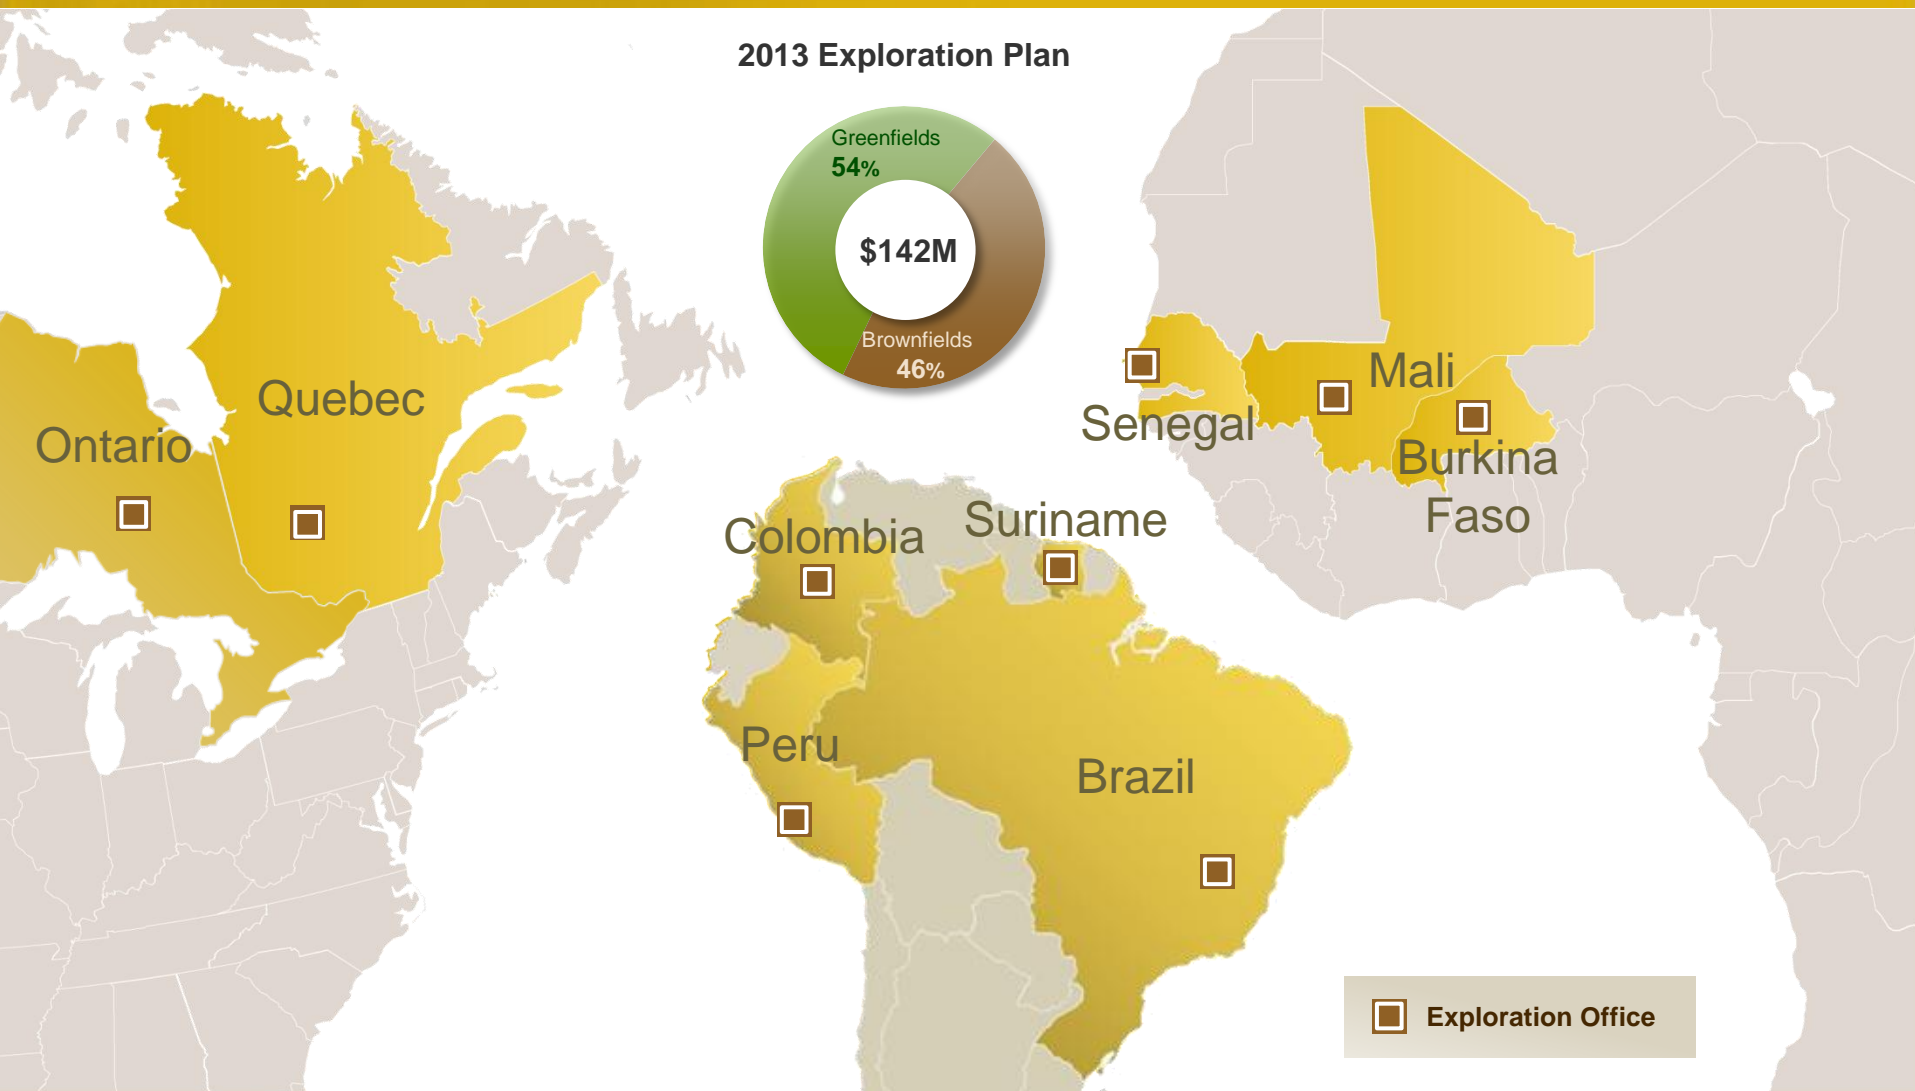 2013 Exploration Plan
Greenfields
54%
$142M
Brownfields
46%
Quebec
Ontario
Mali
Senegal
Burkina
Faso
Colombia
Suriname
Peru
Brazil
Exploration Office